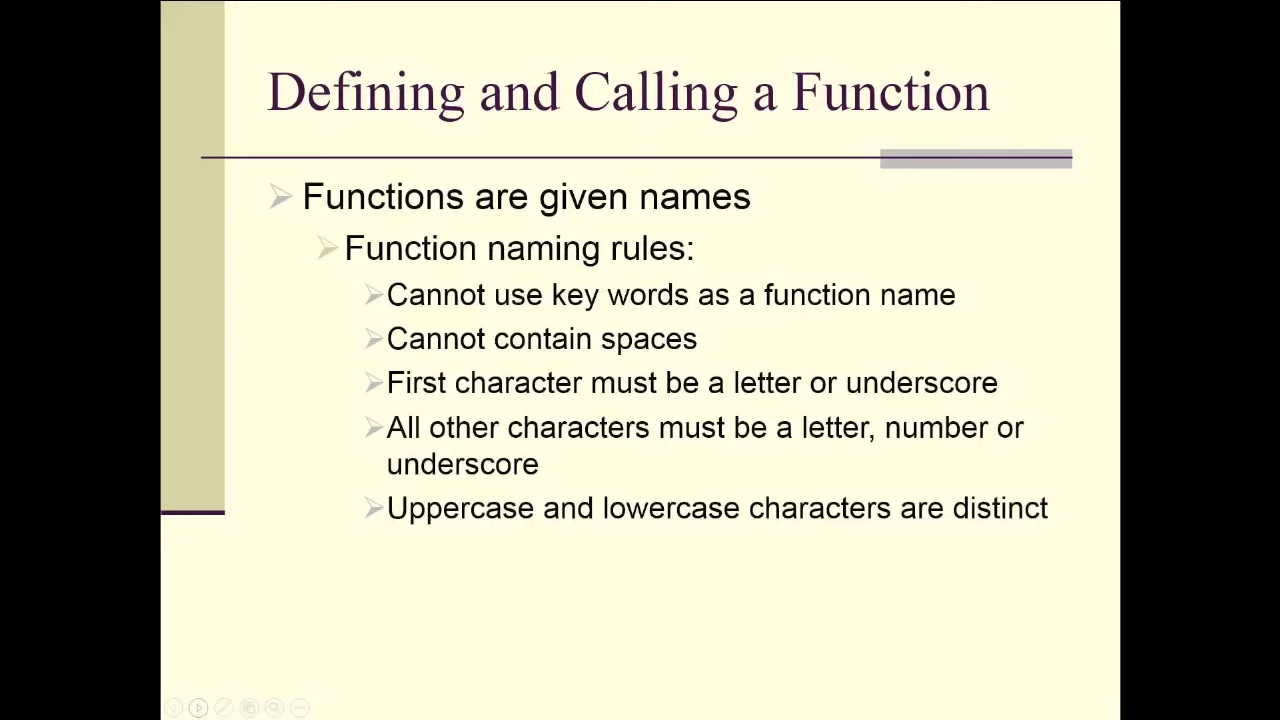 Defining and Calling a Function
Functions are given names
Function naming rules:
Cannot use key words as a function name
Cannot contain spaces
First character must be a letter or underscore
All other characters must be a letter, number or
underscore
Uppercase and lowercase characters are distinct